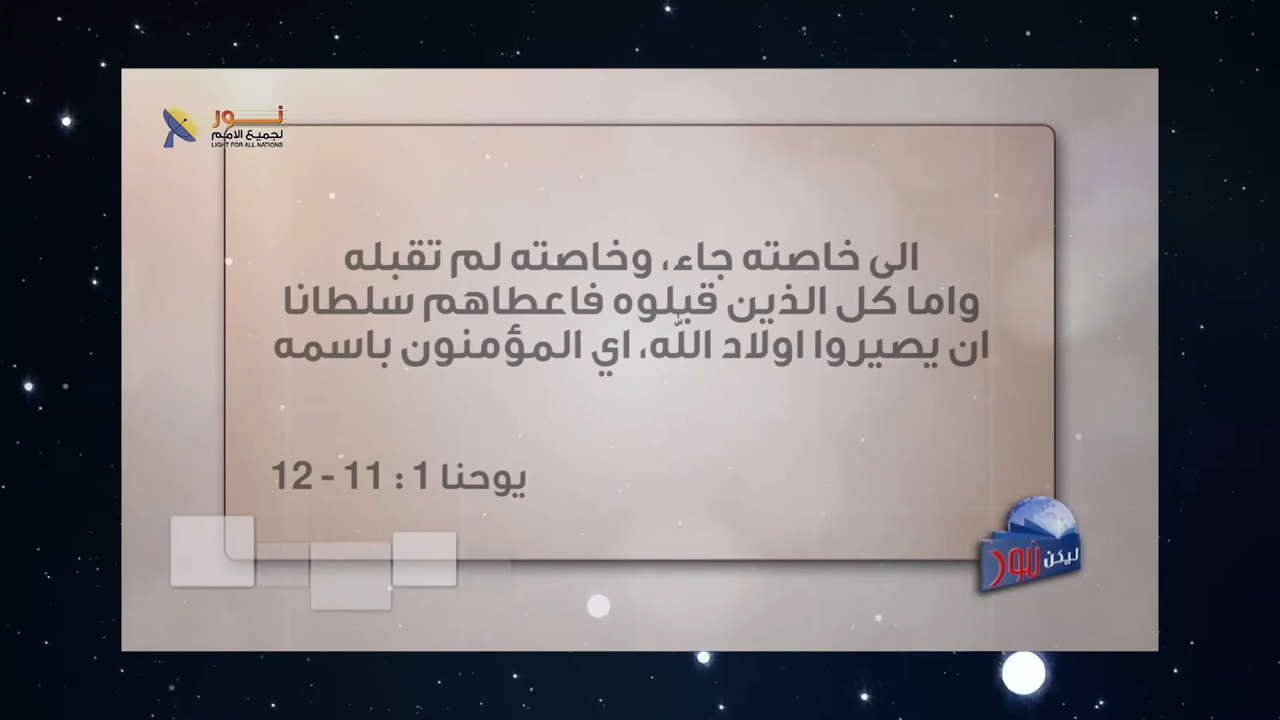 نور
لجميع الامم
LIGHT FOR ALL NATIONS
الى خاصته جاء، وخاصته لم تقبله
واما كل الذين قبلوه فاعطاهم سلطانا
ان يصيروا اولاد الله، اي المؤمنون باسمه
يوحنا 1 : 11 - 12
ليكن نور